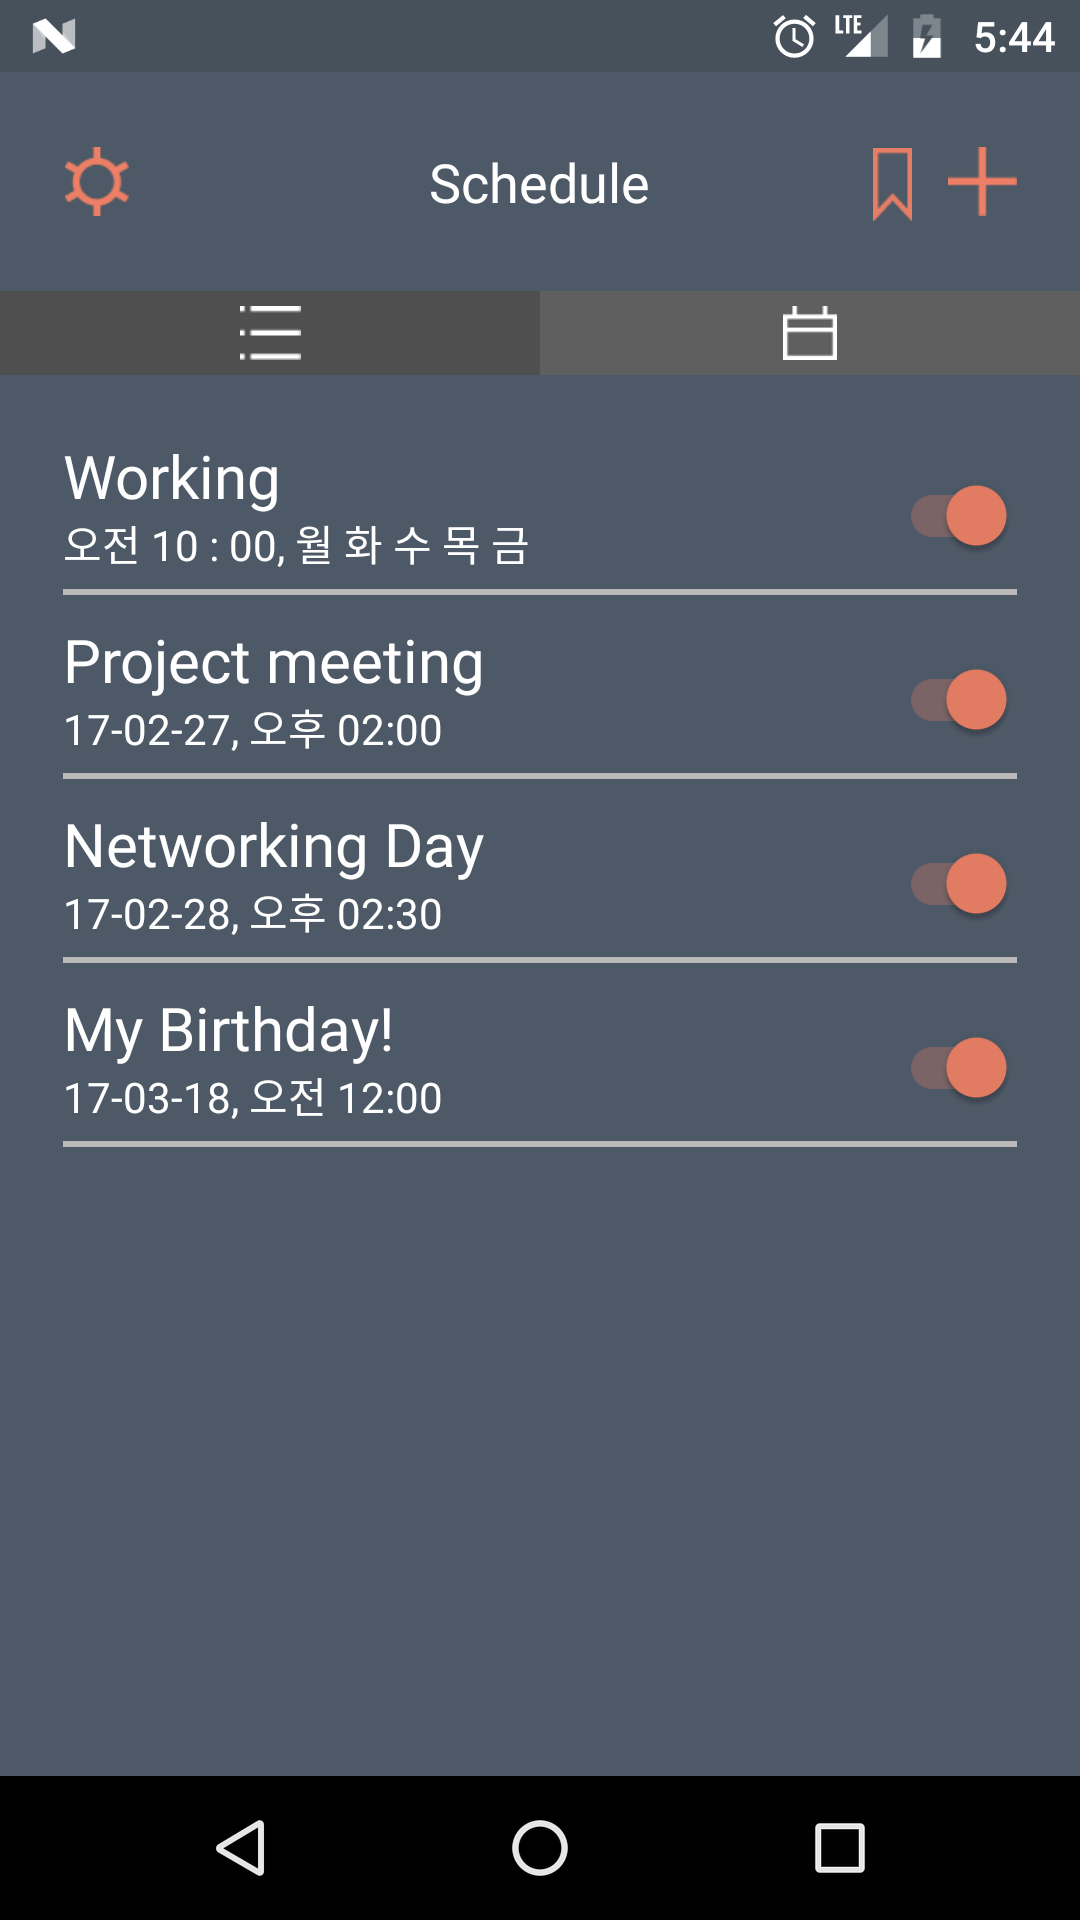 LTE 5:44
Schedule
Working
오전 10 : 00, 월 화 수 목 금
Project meeting
17-02-27, 오후 02:00
Networking Day
17-02-28, 오후 02:30
My Birthday!
17-03-18, 오전 12:00